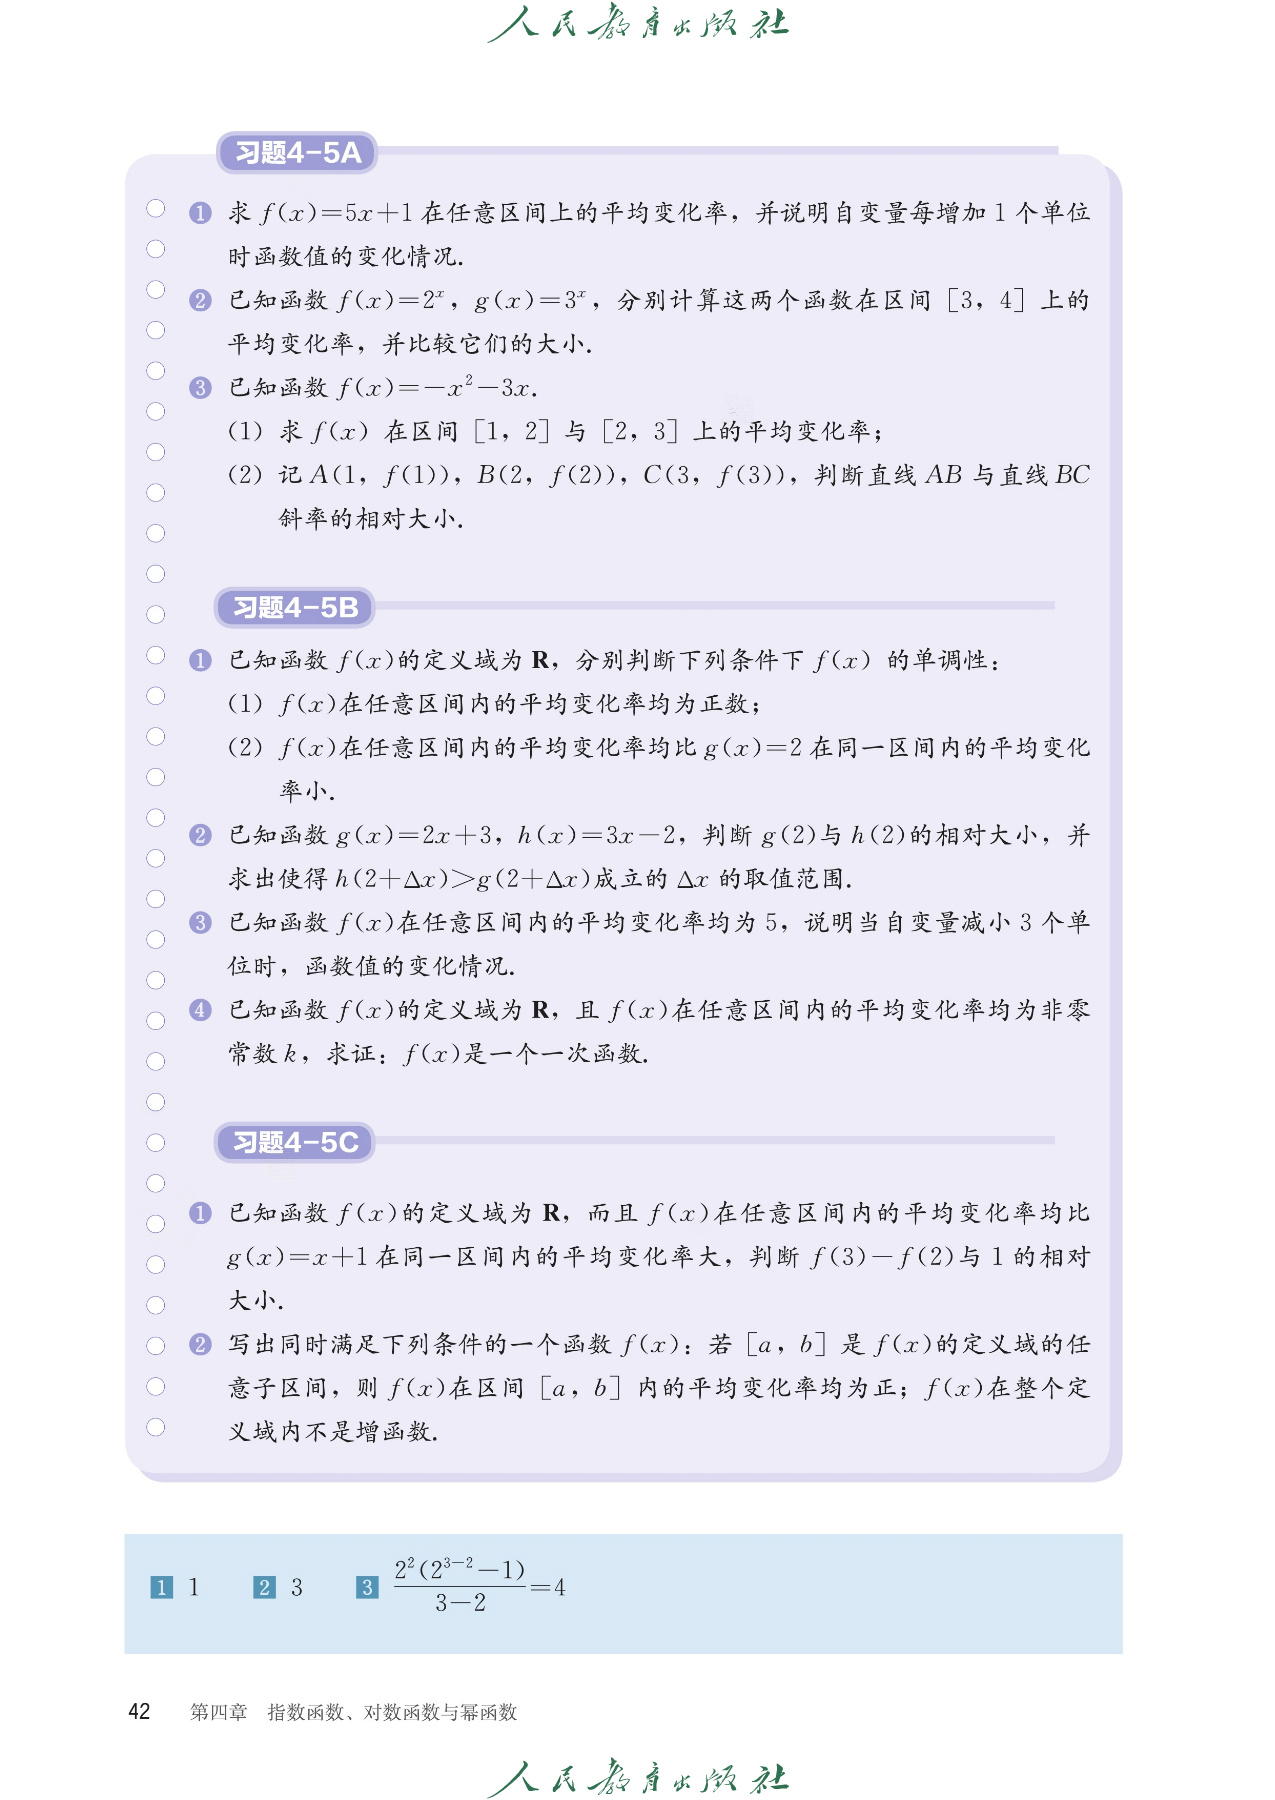 人民教育出版社
习题4-5A
1 求 f(x)=5x+1 在任意区间上的平均变化率，并说明自变量每增加 1 个单位
时函数值的变化情况.
2 已知函数 f(x)=2ˣ，g(x)=3ˣ，分别计算这两个函数在区间［3，4］上的
平均变化率，并比较它们的大小.
3 已知函数 f(x)=-x²-3x.
(1) 求 f(x) 在区间［1，2］与［2，3］上的平均变化率；
(2) 记 A(1，f(1))，B(2，f(2))，C(3，f(3))，判断直线 AB 与直线 BC
斜率的相对大小.
习题4-5B
1 已知函数 f(x)的定义域为 R，分别判断下列条件下 f(x) 的单调性：
(1) f(x)在任意区间内的平均变化率均为正数；
(2) f(x)在任意区间内的平均变化率均比 g(x)=2 在同一区间内的平均变化
率小.
2 已知函数 g(x)=2x+3，h(x)=3x-2，判断 g(2)与 h(2)的相对大小，并
求出使得 h(2+Δx)>g(2+Δx)成立的 Δx 的取值范围.
3 已知函数 f(x)在任意区间内的平均变化率均为 5，说明当自变量减小 3 个单
位时，函数值的变化情况.
4 已知函数 f(x)的定义域为 R，且 f(x)在任意区间内的平均变化率均为非零
常数 k，求证：f(x)是一个一次函数.
习题4-5C
1 已知函数 f(x)的定义域为 R，而且 f(x)在任意区间内的平均变化率均比
g(x)=x+1 在同一区间内的平均变化率大，判断 f(3)-f(2)与 1 的相对
大小.
2 写出同时满足下列条件的一个函数 f(x)：若［a，b］是 f(x)的定义域的任
意子区间，则 f(x)在区间［a，b］内的平均变化率均为正；f(x)在整个定
义域内不是增函数.
1 1 2 3 3 2²(2³⁻²-1)/(3-2)=4
42 第四章 指数函数、对数函数与幂函数
人民教育出版社